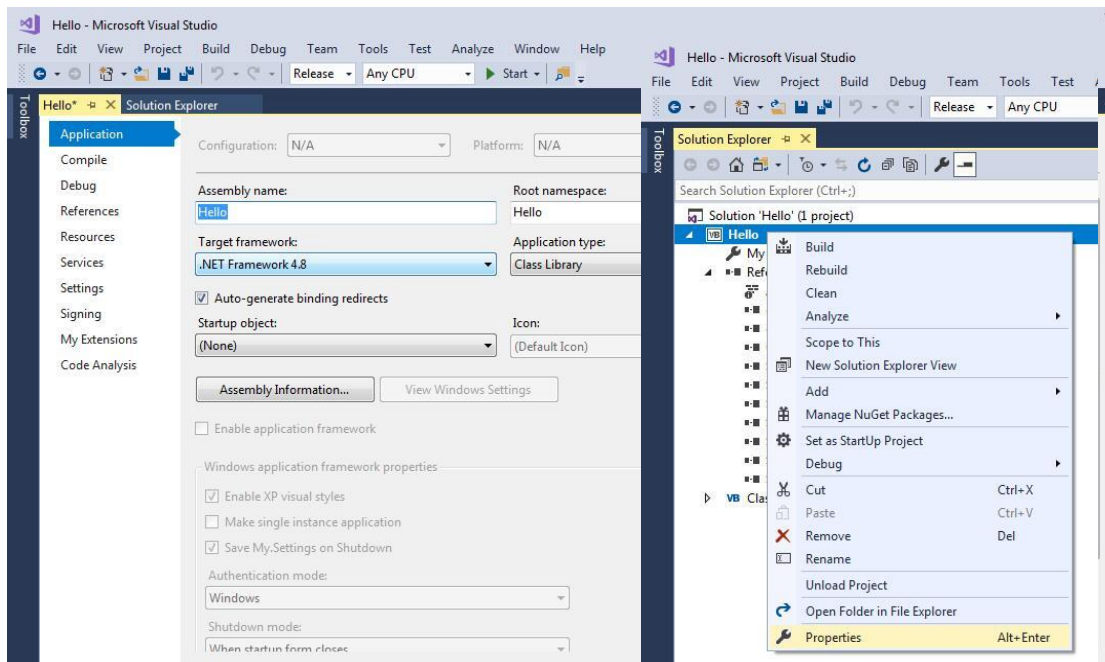 Hello - Microsoft Visual Studio
File Edit View Project Build Debug Team Tools Test Analyze Window Help
Release Any CPU Start
Toolbox
Hello* Solution Explorer
Application
Compile
Debug
References
Resources
Services
Settings
Signing
My Extensions
Code Analysis
Configuration: N/A Platform: N/A
Assembly name: Root namespace:
Hello Hello
Target framework: Application type:
.NET Framework 4.8 Class Library
Auto-generate binding redirects
Startup object: Icon:
(None) (Default Icon)
Assembly Information... View Windows Settings
Enable application framework
Windows application framework properties
Enable XP visual styles
Make single instance application
Save My.Settings on Shutdown
Authentication mode:
Windows
Shutdown mode:
When startup form closes
Hello - Microsoft Visual Studio
File Edit View Project Build Debug Team Tools Test
Release Any CPU
Toolbox
Solution Explorer
Search Solution Explorer (Ctrl+;)
Solution 'Hello' (1 project)
VB Hello
My
Refe
VB Clas
Build
Rebuild
Clean
Analyze
Scope to This
New Solution Explorer View
Add
Manage NuGet Packages...
Set as StartUp Project
Debug
Cut Ctrl+X
Paste Ctrl+V
Remove Del
Rename
Unload Project
Open Folder in File Explorer
Properties Alt+Enter